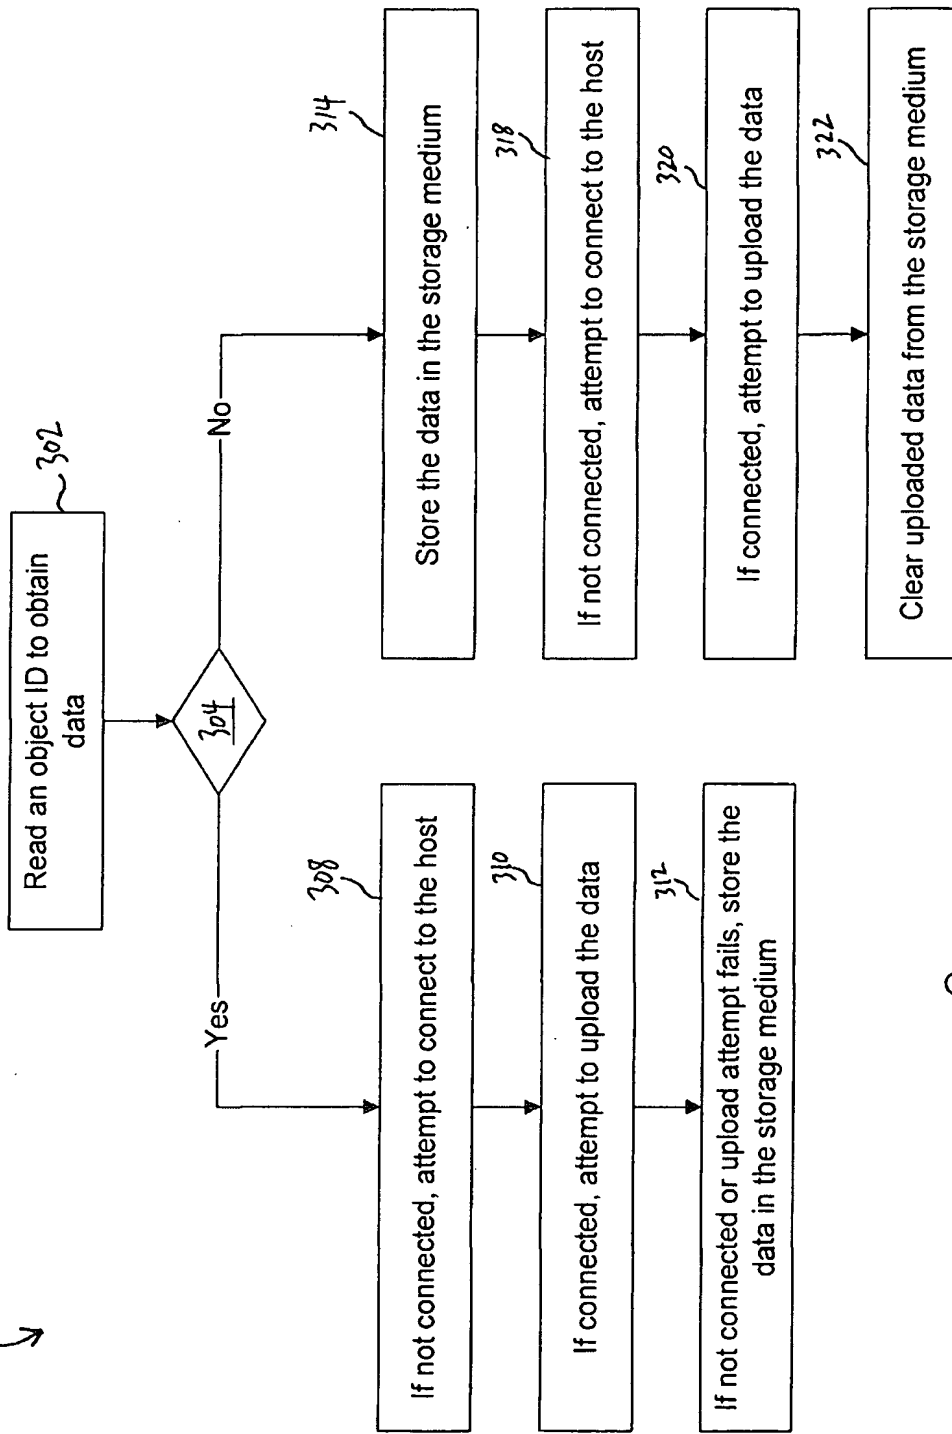 Read an object ID to obtain
data
302
304
Yes
No
308
If not connected, attempt to connect to the host
310
If connected, attempt to upload the data
312
If not connected or upload attempt fails, store the
data in the storage medium
314
Store the data in the storage medium
318
If not connected, attempt to connect to the host
320
If connected, attempt to upload the data
322
Clear uploaded data from the storage medium